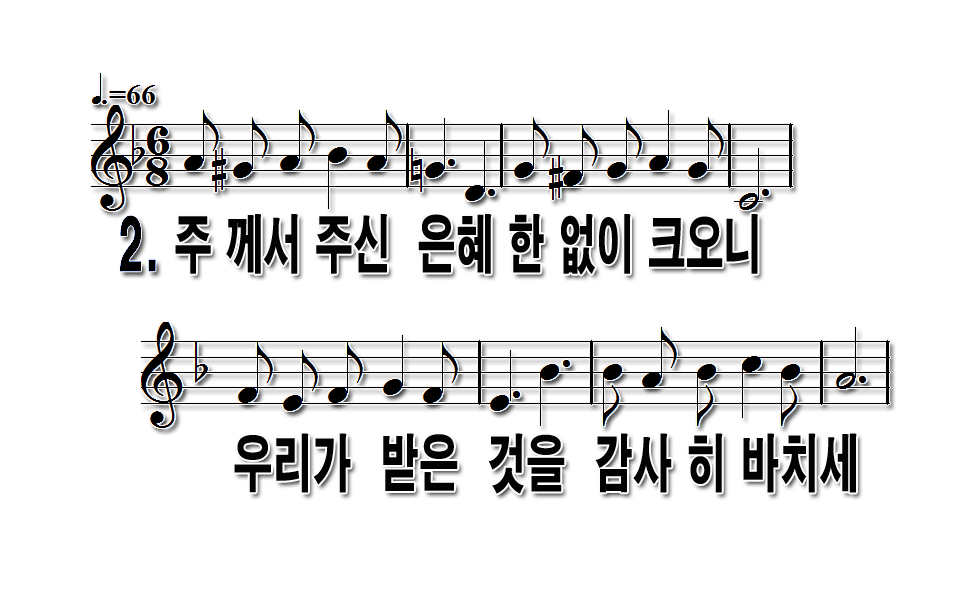 ♩.=66
6
8
2. 주 께서 주신 은혜 한 없이 크오니
우리가 받은 것을 감사 히 바치세